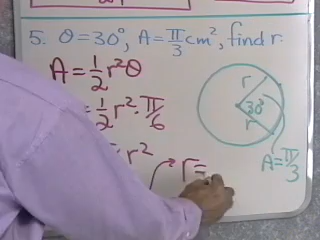 5. θ=30°, A=π/3 cm², find r:
A=1/2 r²θ
=1/2 r²·π/6
r²
r=
r
30°
r
A=π/3